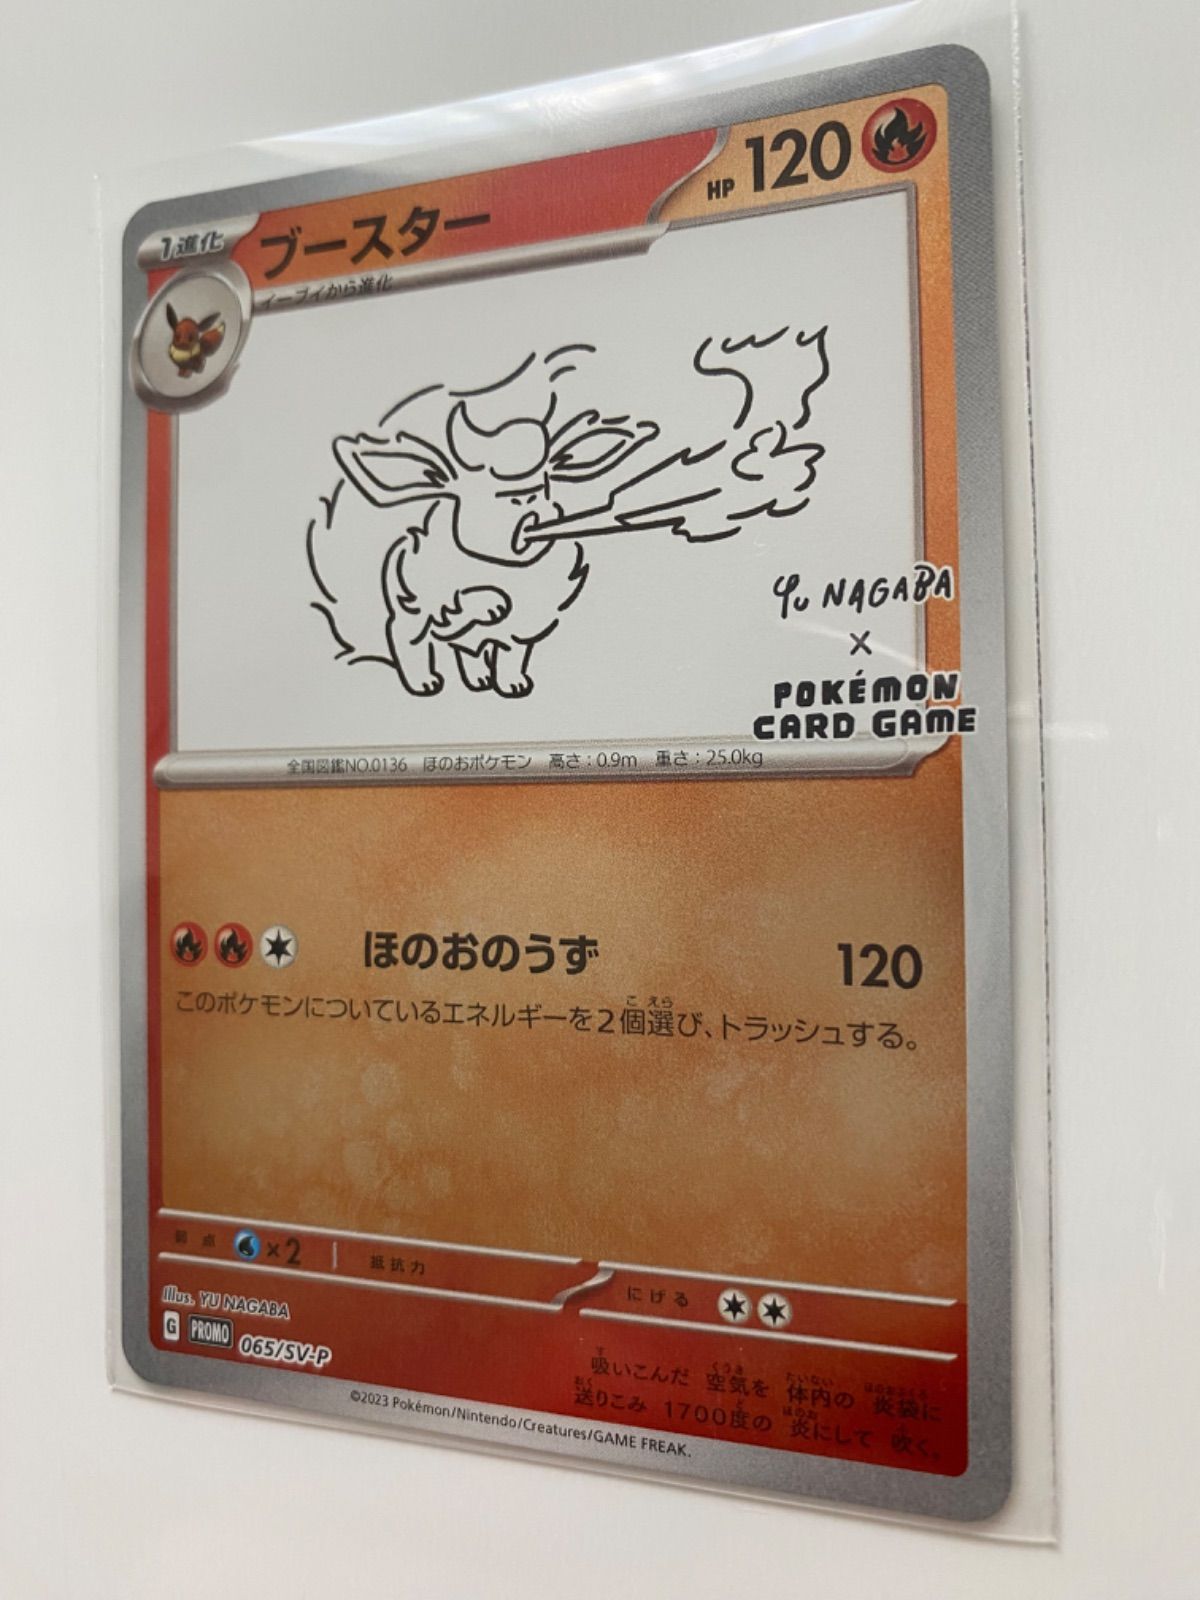 1進化
ブースター
HP 120
イーブイから進化
Yu NAGABA
×
POKÉMON
CARD GAME
全国図鑑NO.0136 ほのおポケモン 高さ:0.9m 重さ:25.0kg
ほのおのうず 120
このポケモンについているエネルギーを2個選び、トラッシュする。
弱点 ×2 抵抗力
にげる
Illus. YU NAGABA
G PROMO 065/SV-P
吸いこんだ 空気を 体内の 炎袋に
送りこみ 1700度の 炎にして 吹く。
©2023 Pokémon/Nintendo/Creatures/GAME FREAK.